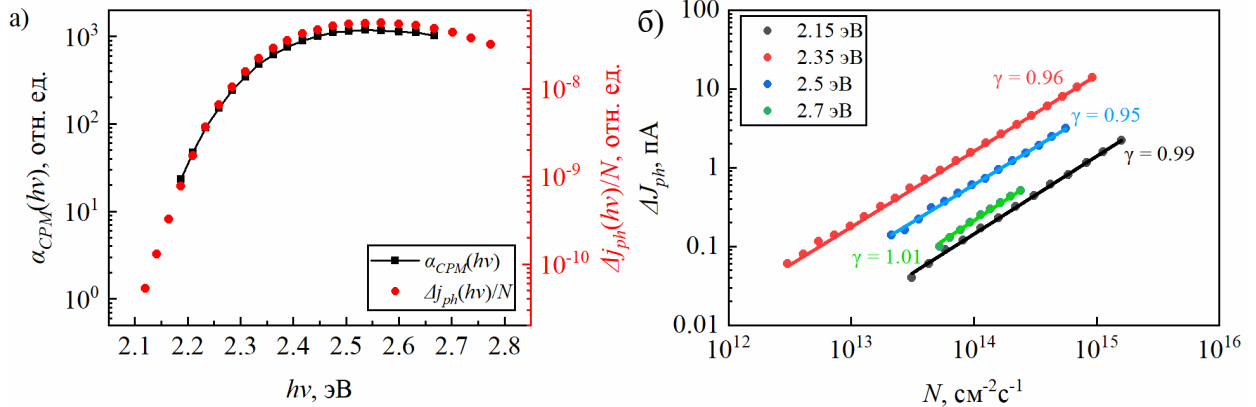 а)
10³
10²
10¹
10⁰
α_CPM(hν), отн. ед.
α_CPM(hν)
Δj_ph(hν)/N
2.1 2.2 2.3 2.4 2.5 2.6 2.7 2.8
hν, эВ
10⁻⁸
10⁻⁹
10⁻¹⁰
Δj_ph(hν)/N, отн. ед.
б)
100
10
1
0.1
0.01
ΔJ_ph, пА
2.15 эВ
2.35 эВ
2.5 эВ
2.7 эВ
γ = 0.96
γ = 0.95
γ = 0.99
γ = 1.01
10¹² 10¹³ 10¹⁴ 10¹⁵ 10¹⁶
N, см⁻²с⁻¹